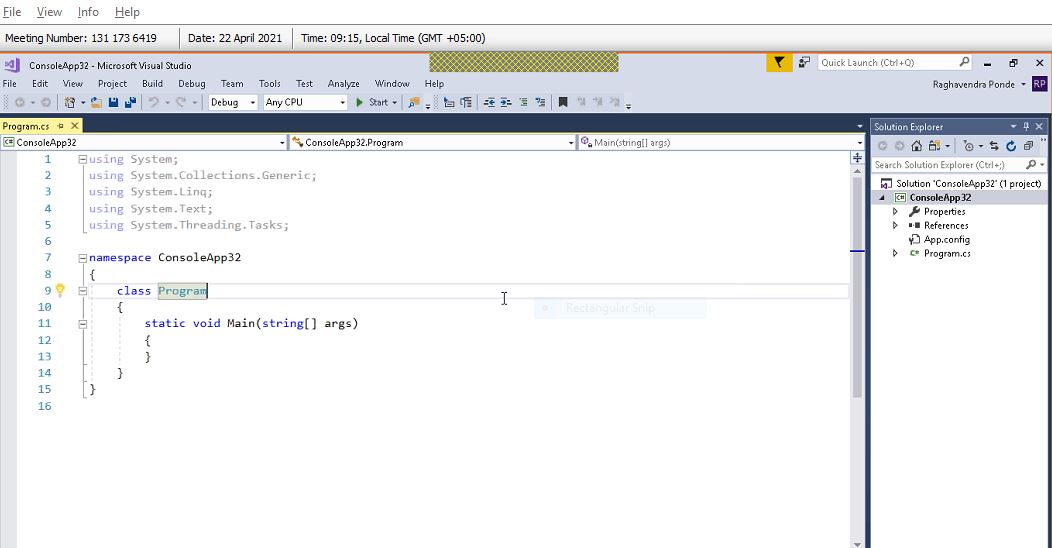 File View Info Help
Meeting Number: 131 173 6419 Date: 22 April 2021 Time: 09:15, Local Time (GMT +05:00)
ConsoleApp32 - Microsoft Visual Studio
Quick Launch (Ctrl+Q)
File Edit View Project Build Debug Team Tools Test Analyze Window Help
Raghavendra Ponde RP
Debug Any CPU Start
Program.cs
ConsoleApp32 ConsoleApp32.Program Main(string[] args)
1 using System;
2 using System.Collections.Generic;
3 using System.Linq;
4 using System.Text;
5 using System.Threading.Tasks;
6
7 namespace ConsoleApp32
8 {
9 class Program
10 {
11 static void Main(string[] args)
12 {
13 }
14 }
15 }
16
Rectangular Snip
Solution Explorer
Search Solution Explorer (Ctrl+;)
Solution 'ConsoleApp32' (1 project)
C# ConsoleApp32
Properties
References
App.config
C# Program.cs